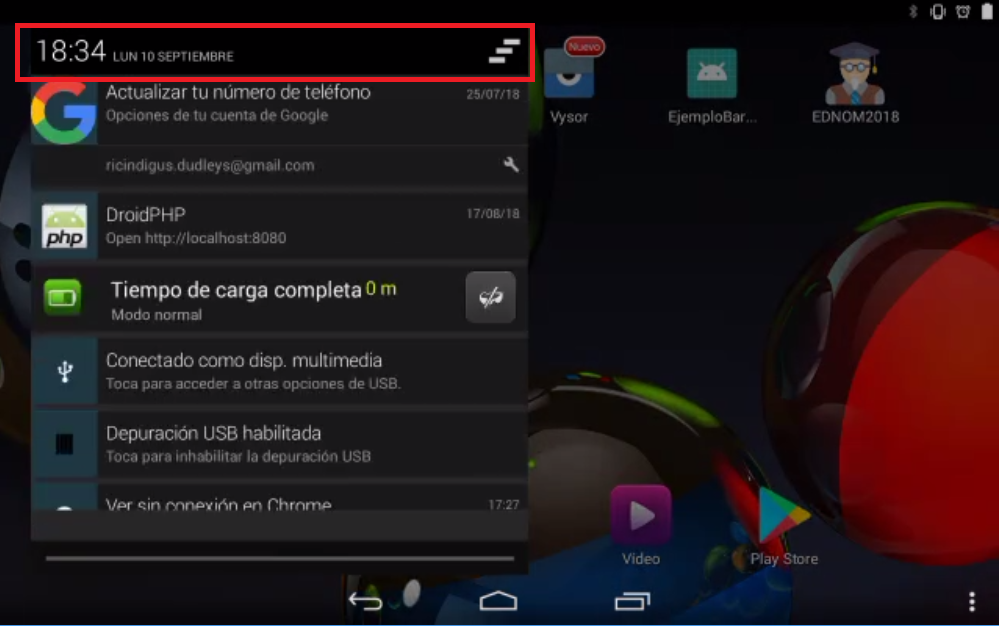 18:34 LUN 10 SEPTIEMBRE
Actualizar tu número de teléfono 25/07/18
Opciones de tu cuenta de Google
ricindigus.dudleys@gmail.com
php
DroidPHP 17/08/18
Open http://localhost:8080
Tiempo de carga completa 0 m
Modo normal
Conectado como disp. multimedia
Toca para acceder a otras opciones de USB.
Depuración USB habilitada
Toca para inhabilitar la depuración USB
Ver sin conexión en Chrome 17:27
Nuevo
Vysor
EjemploBar...
EDNOM2018
Video
Play Store